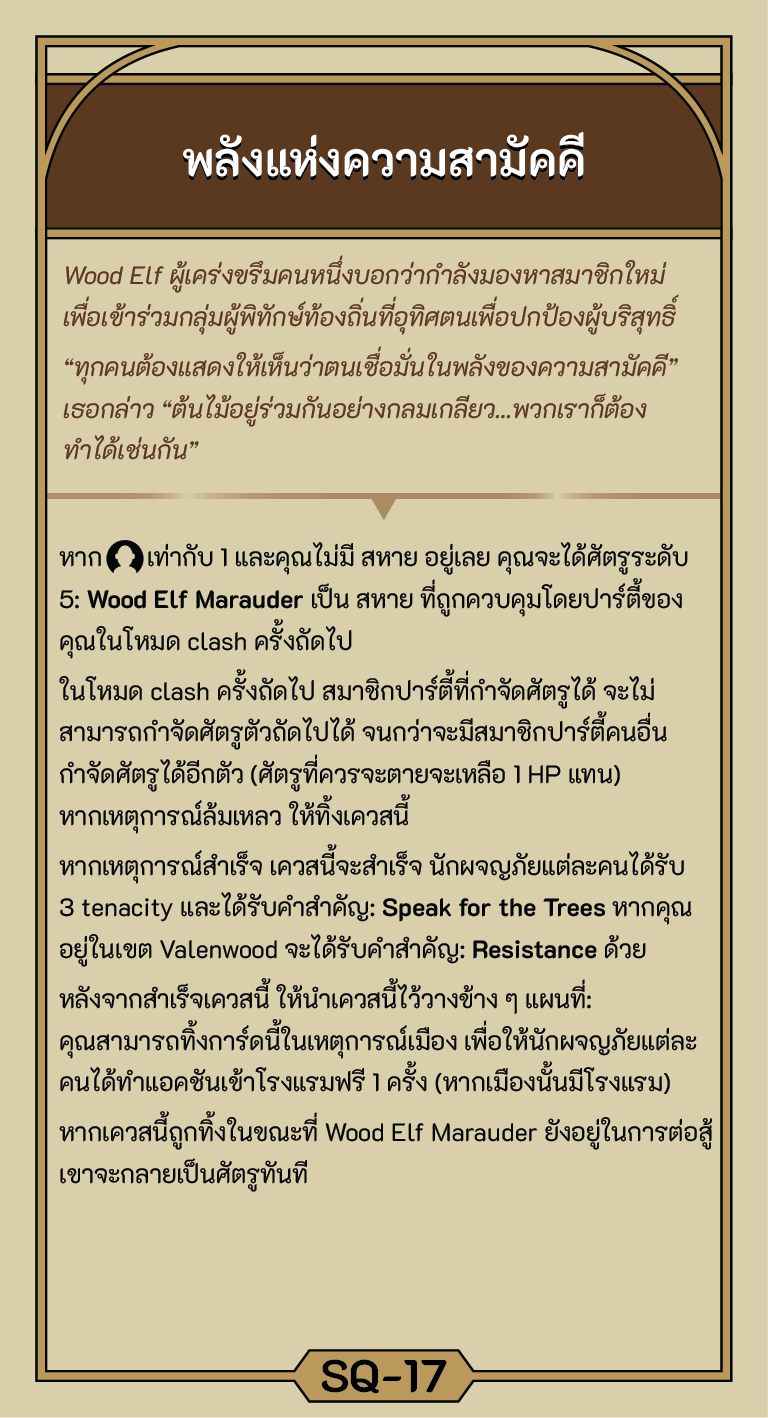 พลังแห่งความสามัคคี
Wood Elf ผู้เคร่งขรึมคนหนึ่งบอกว่ากำลังมองหาสมาชิกใหม่
เพื่อเข้าร่วมกลุ่มผู้พิทักษ์ท้องถิ่นที่อุทิศตนเพื่อปกป้องผู้บริสุทธิ์
“ทุกคนต้องแสดงให้เห็นว่าตนเชื่อมั่นในพลังของความสามัคคี”
เธอกล่าว “ต้นไม้อยู่ร่วมกันอย่างกลมเกลียว...พวกเราก็ต้อง
ทำได้เช่นกัน”
หาก เท่ากับ 1 และคุณไม่มี สหาย อยู่เลย คุณจะได้ศัตรูระดับ
5: Wood Elf Marauder เป็น สหาย ที่ถูกควบคุมโดยปาร์ตี้ของ
คุณในโหมด clash ครั้งถัดไป
ในโหมด clash ครั้งถัดไป สมาชิกปาร์ตี้ที่กำจัดศัตรูได้ จะไม่
สามารถกำจัดศัตรูตัวถัดไปได้ จนกว่าจะมีสมาชิกปาร์ตี้คนอื่น
กำจัดศัตรูได้อีกตัว (ศัตรูที่ควรจะตายจะเหลือ 1 HP แทน)
หากเหตุการณ์ล้มเหลว ให้ทิ้งเควสนี้
หากเหตุการณ์สำเร็จ เควสนี้จะสำเร็จ นักผจญภัยแต่ละคนได้รับ
3 tenacity และได้รับคำสำคัญ: Speak for the Trees หากคุณ
อยู่ในเขต Valenwood จะได้รับคำสำคัญ: Resistance ด้วย
หลังจากสำเร็จเควสนี้ ให้นำเควสนี้ไว้วางข้าง ๆ แผนที่:
คุณสามารถทิ้งการ์ดนี้ในเหตุการณ์เมือง เพื่อให้นักผจญภัยแต่ละ
คนได้ทำแอคชันเข้าโรงแรมฟรี 1 ครั้ง (หากเมืองนั้นมีโรงแรม)
หากเควสนี้ถูกทิ้งในขณะที่ Wood Elf Marauder ยังอยู่ในการต่อสู้
เขาจะกลายเป็นศัตรูทันที
SQ-17